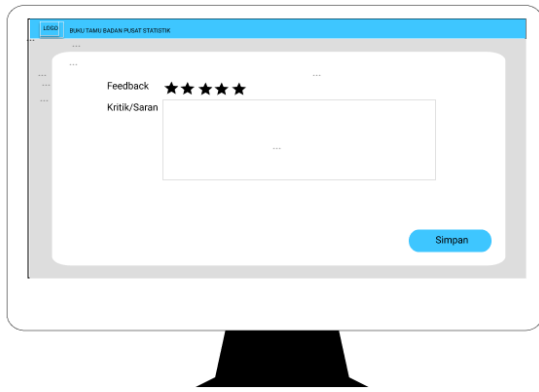 LOGO
BUKU TAMU BADAN PUSAT STATISTIK
...
...
...
...
...
...
...
Feedback
Kritik/Saran
...
Simpan